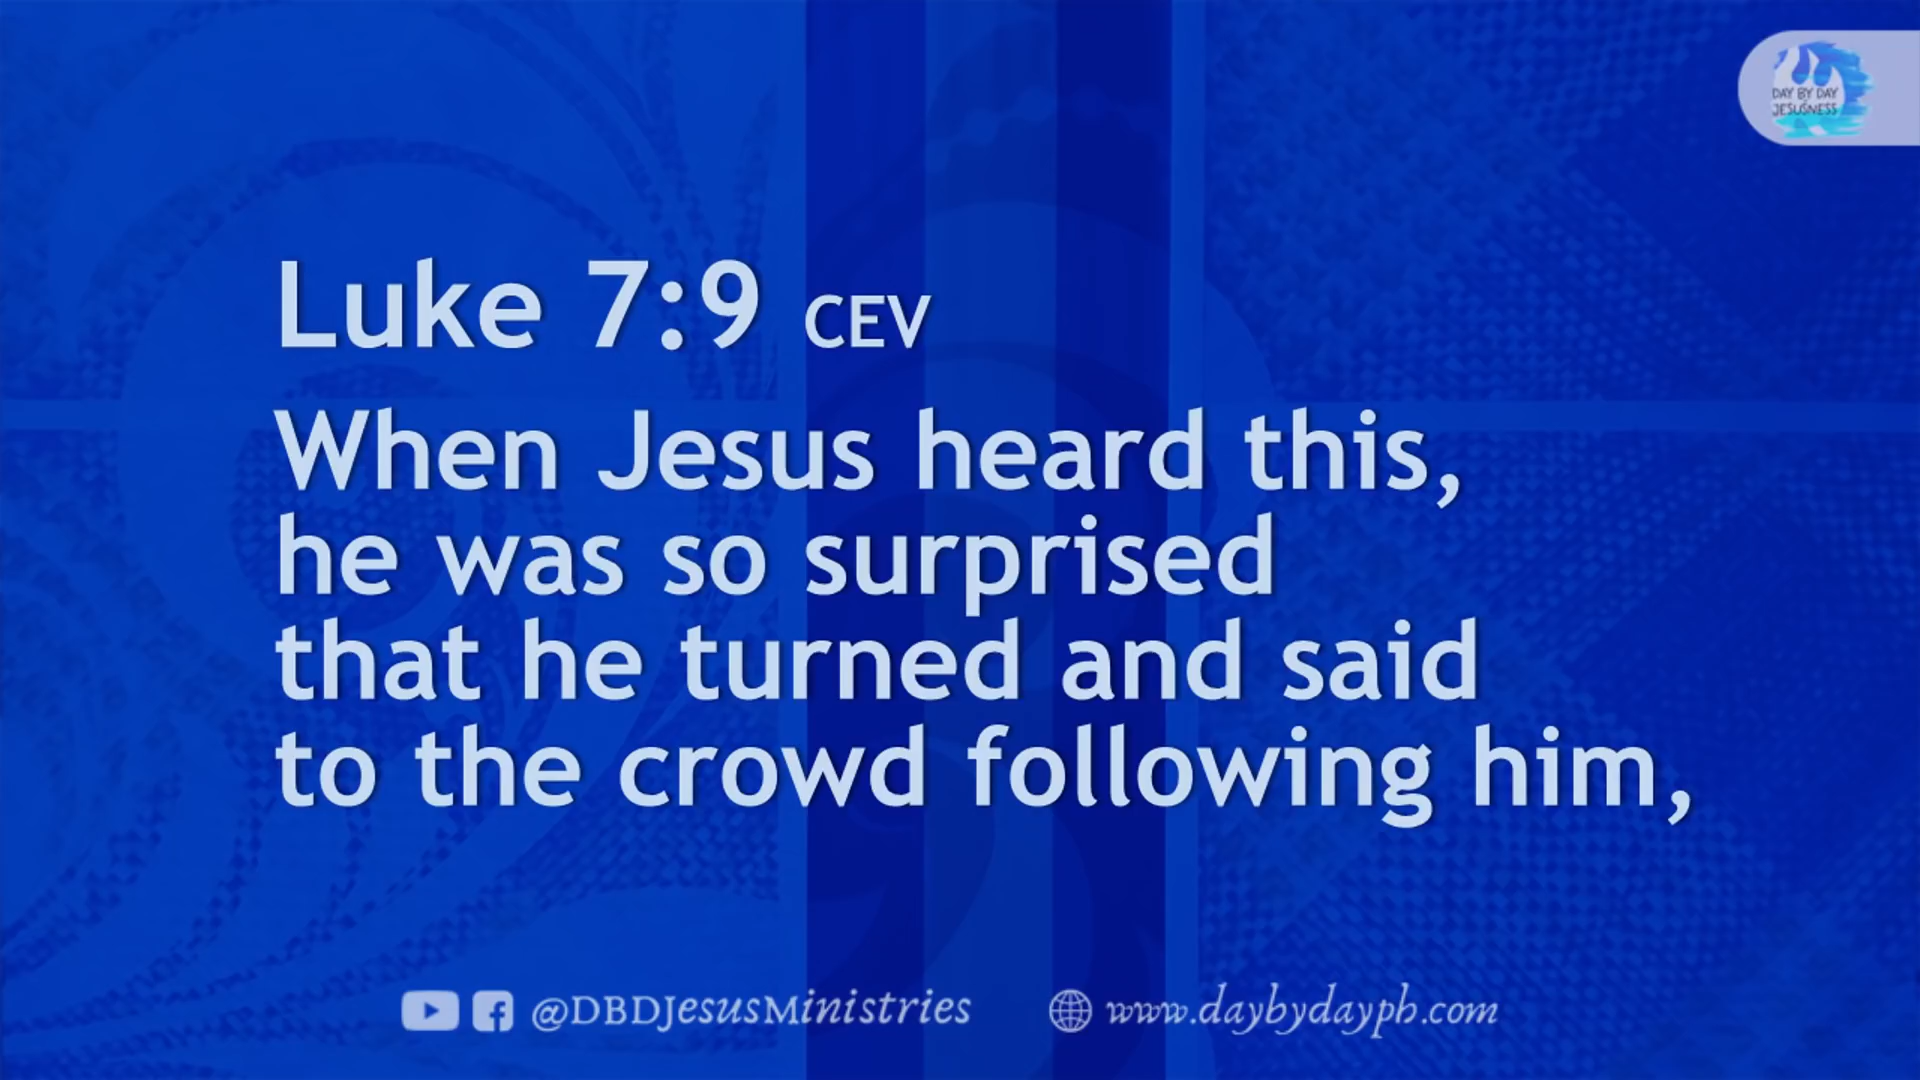 DAY BY DAY
JESUSNESS
Luke 7:9 CEV
When Jesus heard this,
he was so surprised
that he turned and said
to the crowd following him,
@DBDJesusMinistries
www.daybydayph.com